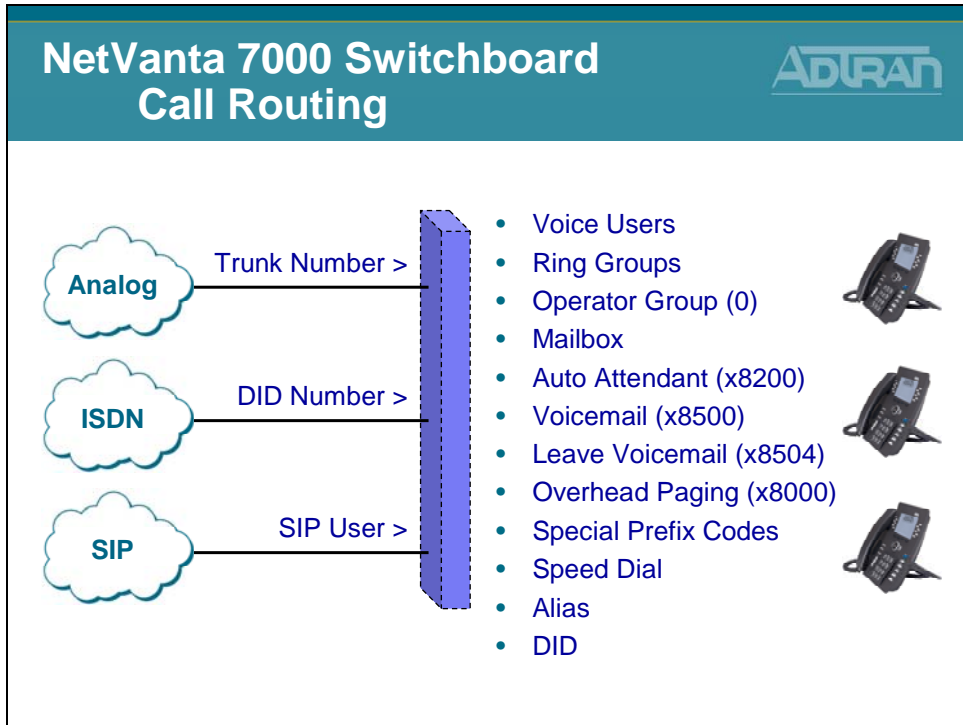 NetVanta 7000 Switchboard
Call Routing
ADTRAN
Analog
Trunk Number >
ISDN
DID Number >
SIP
SIP User >
• Voice Users
• Ring Groups
• Operator Group (0)
• Mailbox
• Auto Attendant (x8200)
• Voicemail (x8500)
• Leave Voicemail (x8504)
• Overhead Paging (x8000)
• Special Prefix Codes
• Speed Dial
• Alias
• DID